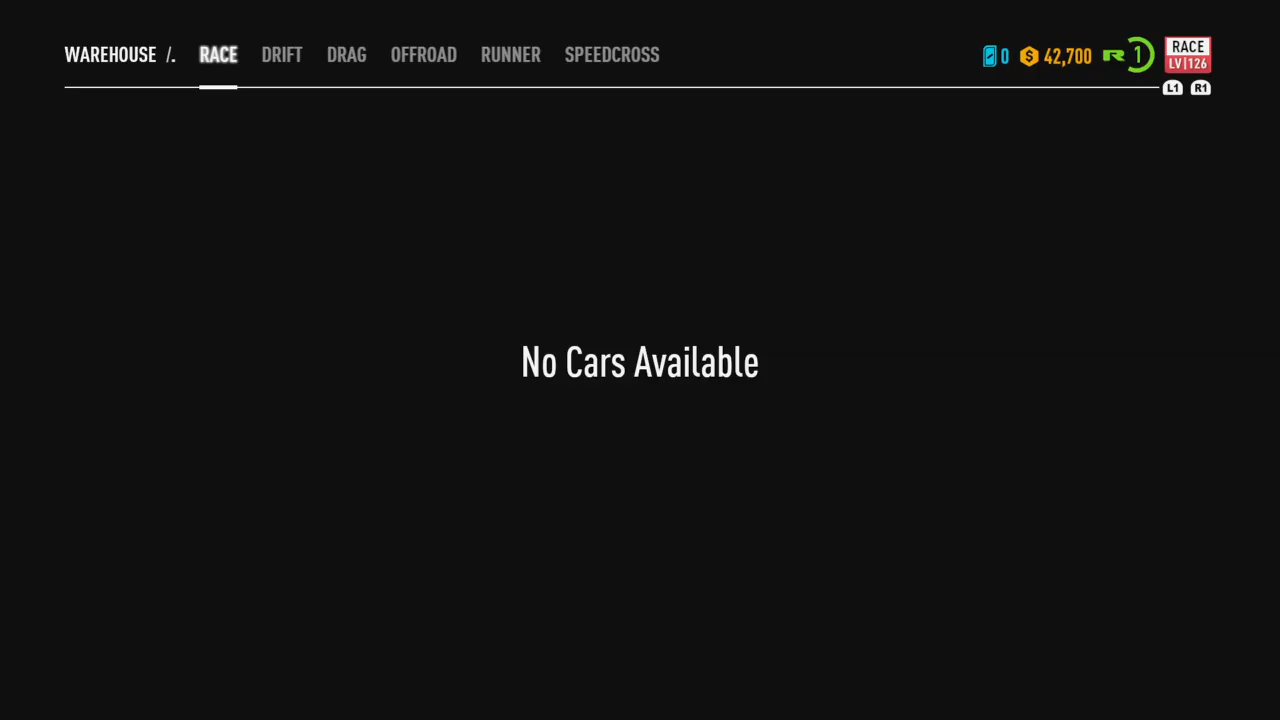 WAREHOUSE /. RACE DRIFT DRAG OFFROAD RUNNER SPEEDCROSS 0 42,700 R 1 RACE
LV|126
L1 R1
No Cars Available